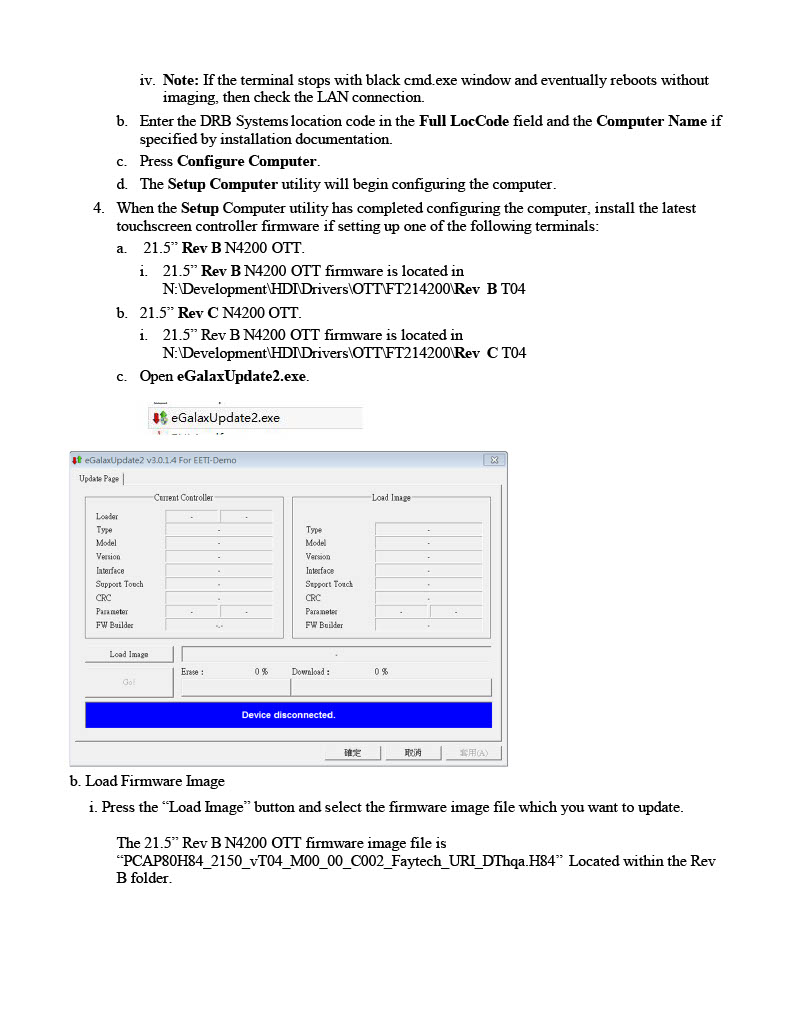 iv. Note: If the terminal stops with black cmd.exe window and eventually reboots without
imaging, then check the LAN connection.
b. Enter the DRB Systems location code in the Full LocCode field and the Computer Name if
specified by installation documentation.
c. Press Configure Computer.
d. The Setup Computer utility will begin configuring the computer.
4. When the Setup Computer utility has completed configuring the computer, install the latest
touchscreen controller firmware if setting up one of the following terminals:
a. 21.5” Rev B N4200 OTT.
i. 21.5” Rev B N4200 OTT firmware is located in
N:\Development\HDI\Drivers\OTT\FT214200\Rev B T04
b. 21.5” Rev C N4200 OTT.
i. 21.5” Rev B N4200 OTT firmware is located in
N:\Development\HDI\Drivers\OTT\FT214200\Rev C T04
c. Open eGalaxUpdate2.exe.
eGalaxUpdate2.exe
eGalaxUpdate2 v3.0.1.4 For EETI-Demo
Update Page
Current Controller Load Image
Loader - -
Type - Type -
Model - Model -
Version - Version -
Interface - Interface -
Support Touch - Support Touch -
CRC - CRC -
Parameter - - Parameter - -
FW Builder -.- FW Builder -
Load Image -
Erase : 0 % Download : 0 %
Go!
Device disconnected.
確定 取消 套用(A)
b. Load Firmware Image
i. Press the “Load Image” button and select the firmware image file which you want to update.
The 21.5” Rev B N4200 OTT firmware image file is
“PCAP80H84_2150_vT04_M00_00_C002_Faytech_URI_DThqa.H84” Located within the Rev
B folder.